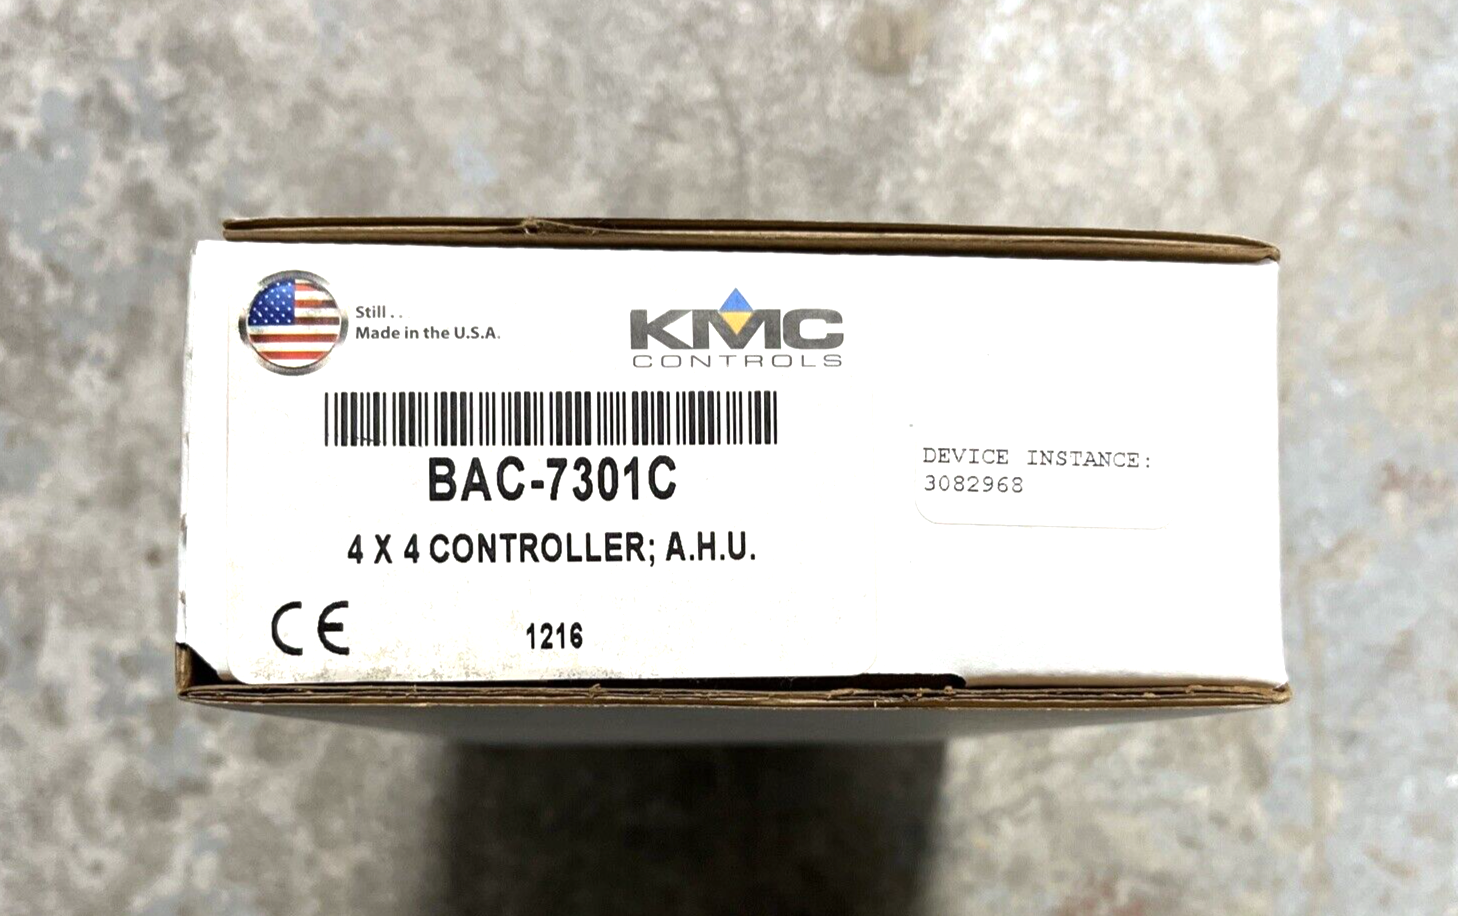 Still . .
Made in the U.S.A.
KMC
CONTROLS
BAC-7301C
4 X 4 CONTROLLER; A.H.U.
CE
1216
DEVICE INSTANCE:
3082968